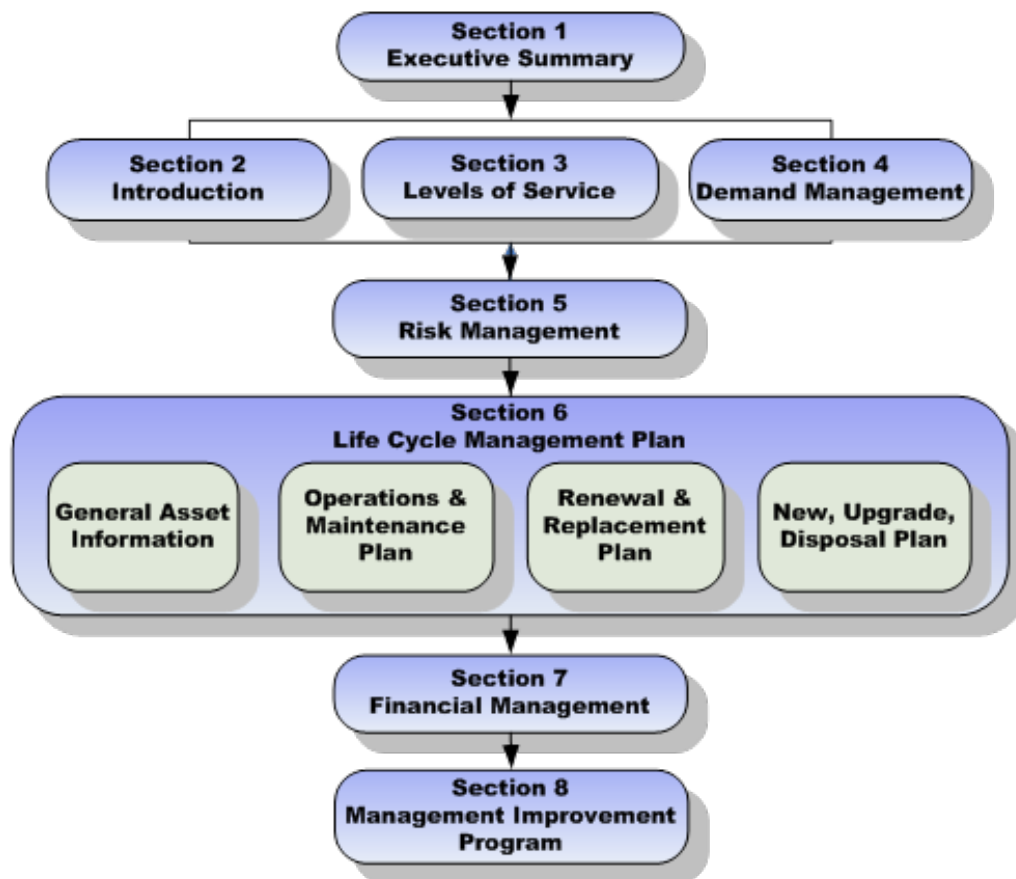 Section 1
Executive Summary
Section 2
Introduction
Section 3
Levels of Service
Section 4
Demand Management
Section 5
Risk Management
Section 6
Life Cycle Management Plan
General Asset
Information
Operations &
Maintenance
Plan
Renewal &
Replacement
Plan
New, Upgrade,
Disposal Plan
Section 7
Financial Management
Section 8
Management Improvement
Program